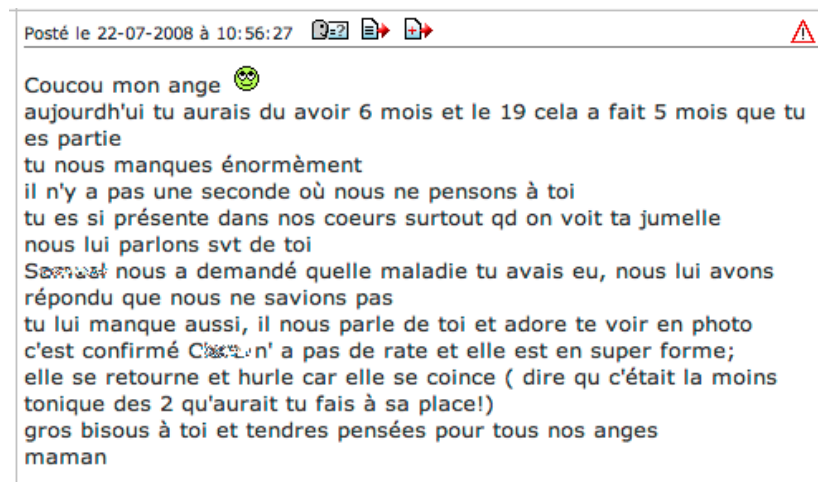 Posté le 22-07-2008 à 10:56:27
Coucou mon ange
aujourdh'ui tu aurais du avoir 6 mois et le 19 cela a fait 5 mois que tu
es partie
tu nous manques énormèment
il n'y a pas une seconde où nous ne pensons à toi
tu es si présente dans nos coeurs surtout qd on voit ta jumelle
nous lui parlons svt de toi
nous a demandé quelle maladie tu avais eu, nous lui avons
répondu que nous ne savions pas
tu lui manque aussi, il nous parle de toi et adore te voir en photo
c'est confirmé n' a pas de rate et elle est en super forme;
elle se retourne et hurle car elle se coince ( dire qu c'était la moins
tonique des 2 qu'aurait tu fais à sa place!)
gros bisous à toi et tendres pensées pour tous nos anges
maman